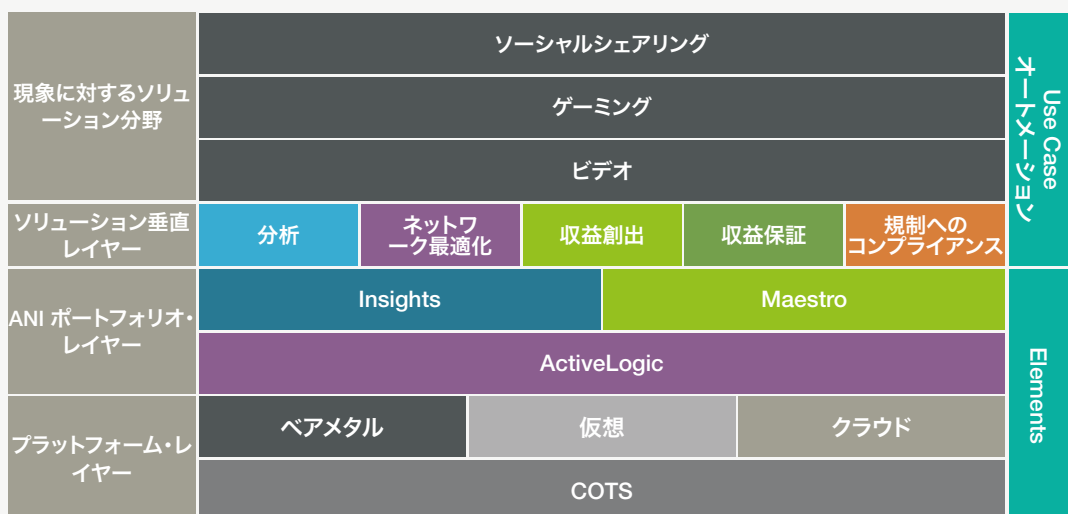 現象に対するソリュ
ーション分野
ソーシャルシェアリング
ゲーミング
ビデオ
Use Case
オートメーション
ソリューション垂直
レイヤー
分析
ネットワ
ーク最適化
収益創出
収益保証
規制への
コンプライアンス
ANI ポートフォリオ・
レイヤー
Insights
Maestro
ActiveLogic
Elements
プラットフォーム・レ
イヤー
ベアメタル
仮想
クラウド
COTS